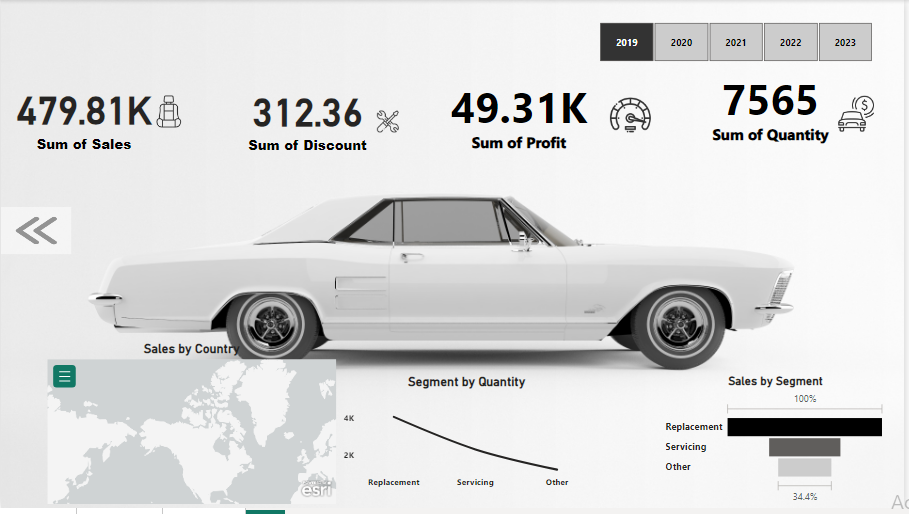 2019 2020 2021 2022 2023
479.81K 312.36 49.31K 7565
Sum of Sales Sum of Discount Sum of Profit Sum of Quantity
Sales by Country
Segment by Quantity
4K
2K
Replacement Servicing Other
Sales by Segment
100%
Replacement
Servicing
Other
34.4%
esri